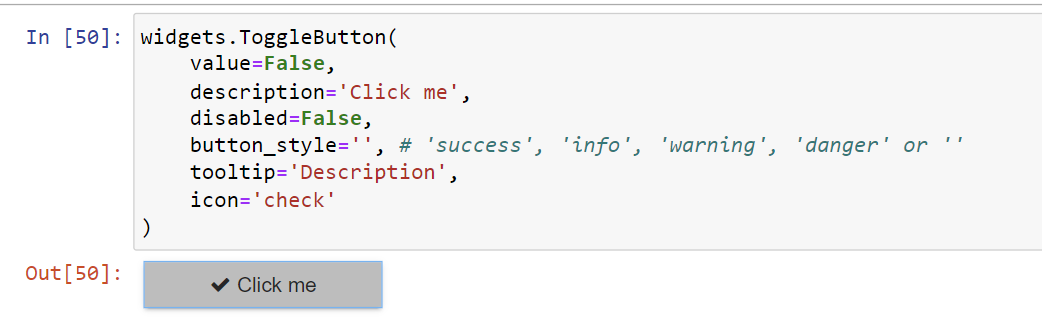 In [50]: widgets.ToggleButton(
    value=False,
    description='Click me',
    disabled=False,
    button_style='', # 'success', 'info', 'warning', 'danger' or ''
    tooltip='Description',
    icon='check'
)
Out[50]: ✔ Click me